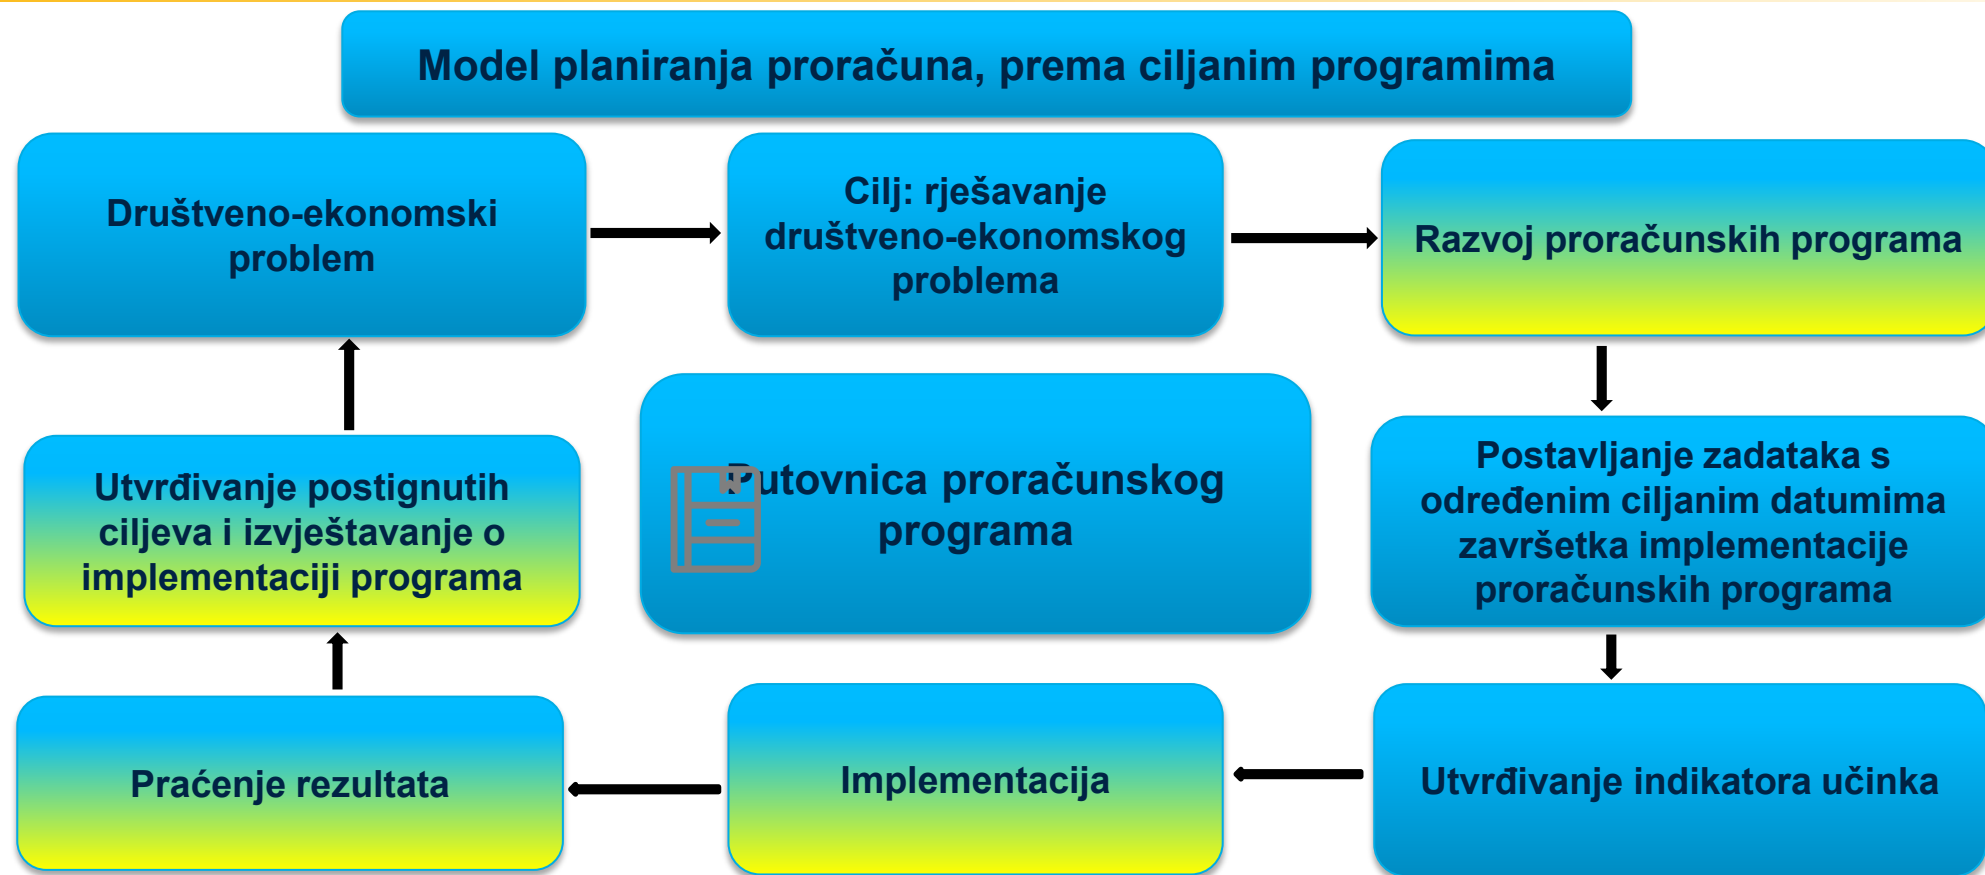 Model planiranja proračuna, prema ciljanim programima
Društveno-ekonomski
problem
Cilj: rješavanje
društveno-ekonomskog
problema
Razvoj proračunskih programa
Utvrđivanje postignutih
ciljeva i izvještavanje o
implementaciji programa
Putovnica proračunskog
programa
Postavljanje zadataka s
određenim ciljanim datumima
završetka implementacije
proračunskih programa
Praćenje rezultata
Implementacija
Utvrđivanje indikatora učinka